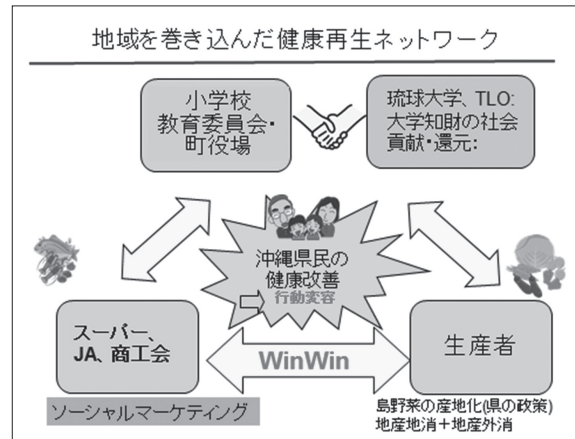 地域を巻き込んだ健康再生ネットワーク
小学校
教育委員会・
町役場
琉球大学、TLO:
大学知財の社会
貢献・還元:
沖縄県民の
健康改善
行動変容
スーパー、
JA、商工会
WinWin
生産者
ソーシャルマーケティング
島野菜の産地化(県の政策)
地産地消＋地産外消